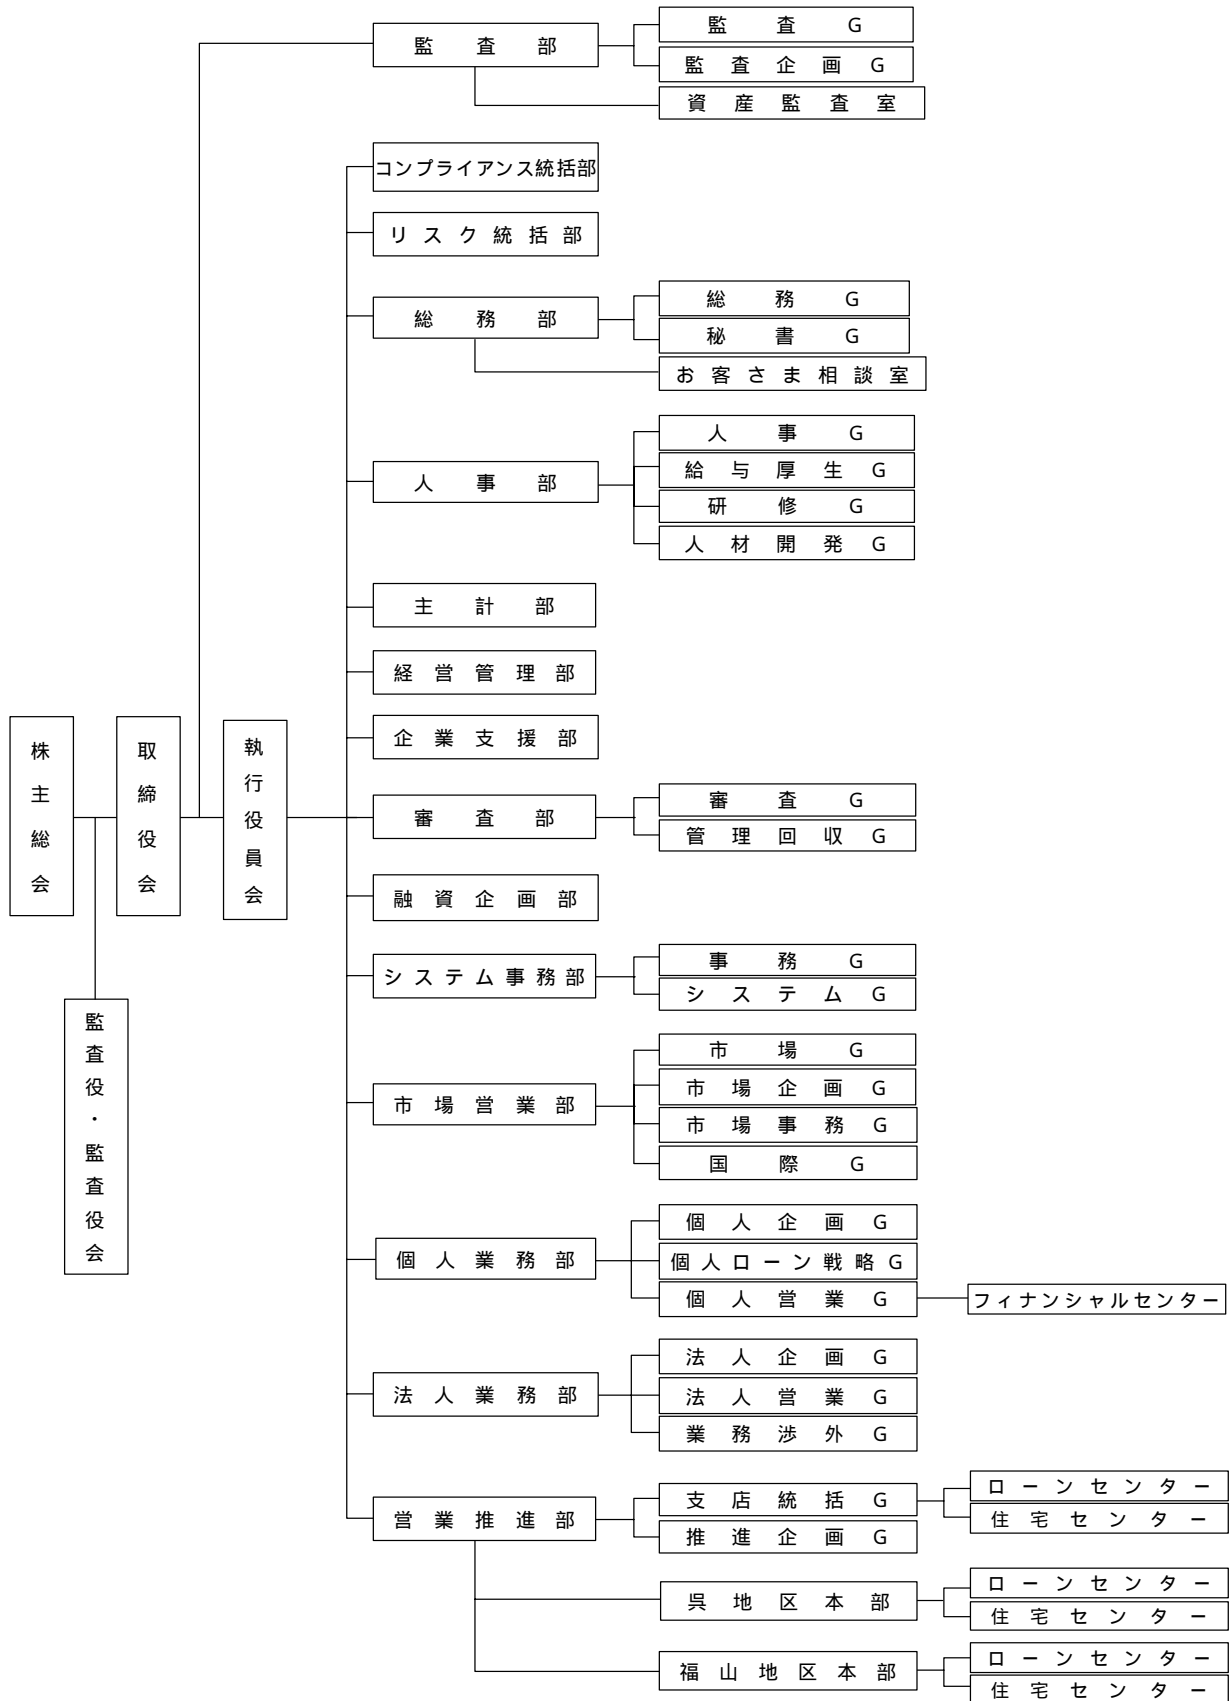 監査部
監査G
監査企画G
資産監査室
コンプライアンス統括部
リスク統括部
総務部
総務G
秘書G
お客さま相談室
人事部
人事G
給与厚生G
研修G
人材開発G
主計部
経営管理部
企業支援部
株主総会
取締役会
執行役員会
監査役・監査役会
審査部
審査G
管理回収G
融資企画部
システム事務部
事務G
システムG
市場営業部
市場G
市場企画G
市場事務G
国際G
個人業務部
個人企画G
個人ローン戦略G
個人営業G
フィナンシャルセンター
法人業務部
法人企画G
法人営業G
業務渉外G
営業推進部
支店統括G
ローンセンター
住宅センター
推進企画G
呉地区本部
ローンセンター
住宅センター
福山地区本部
ローンセンター
住宅センター